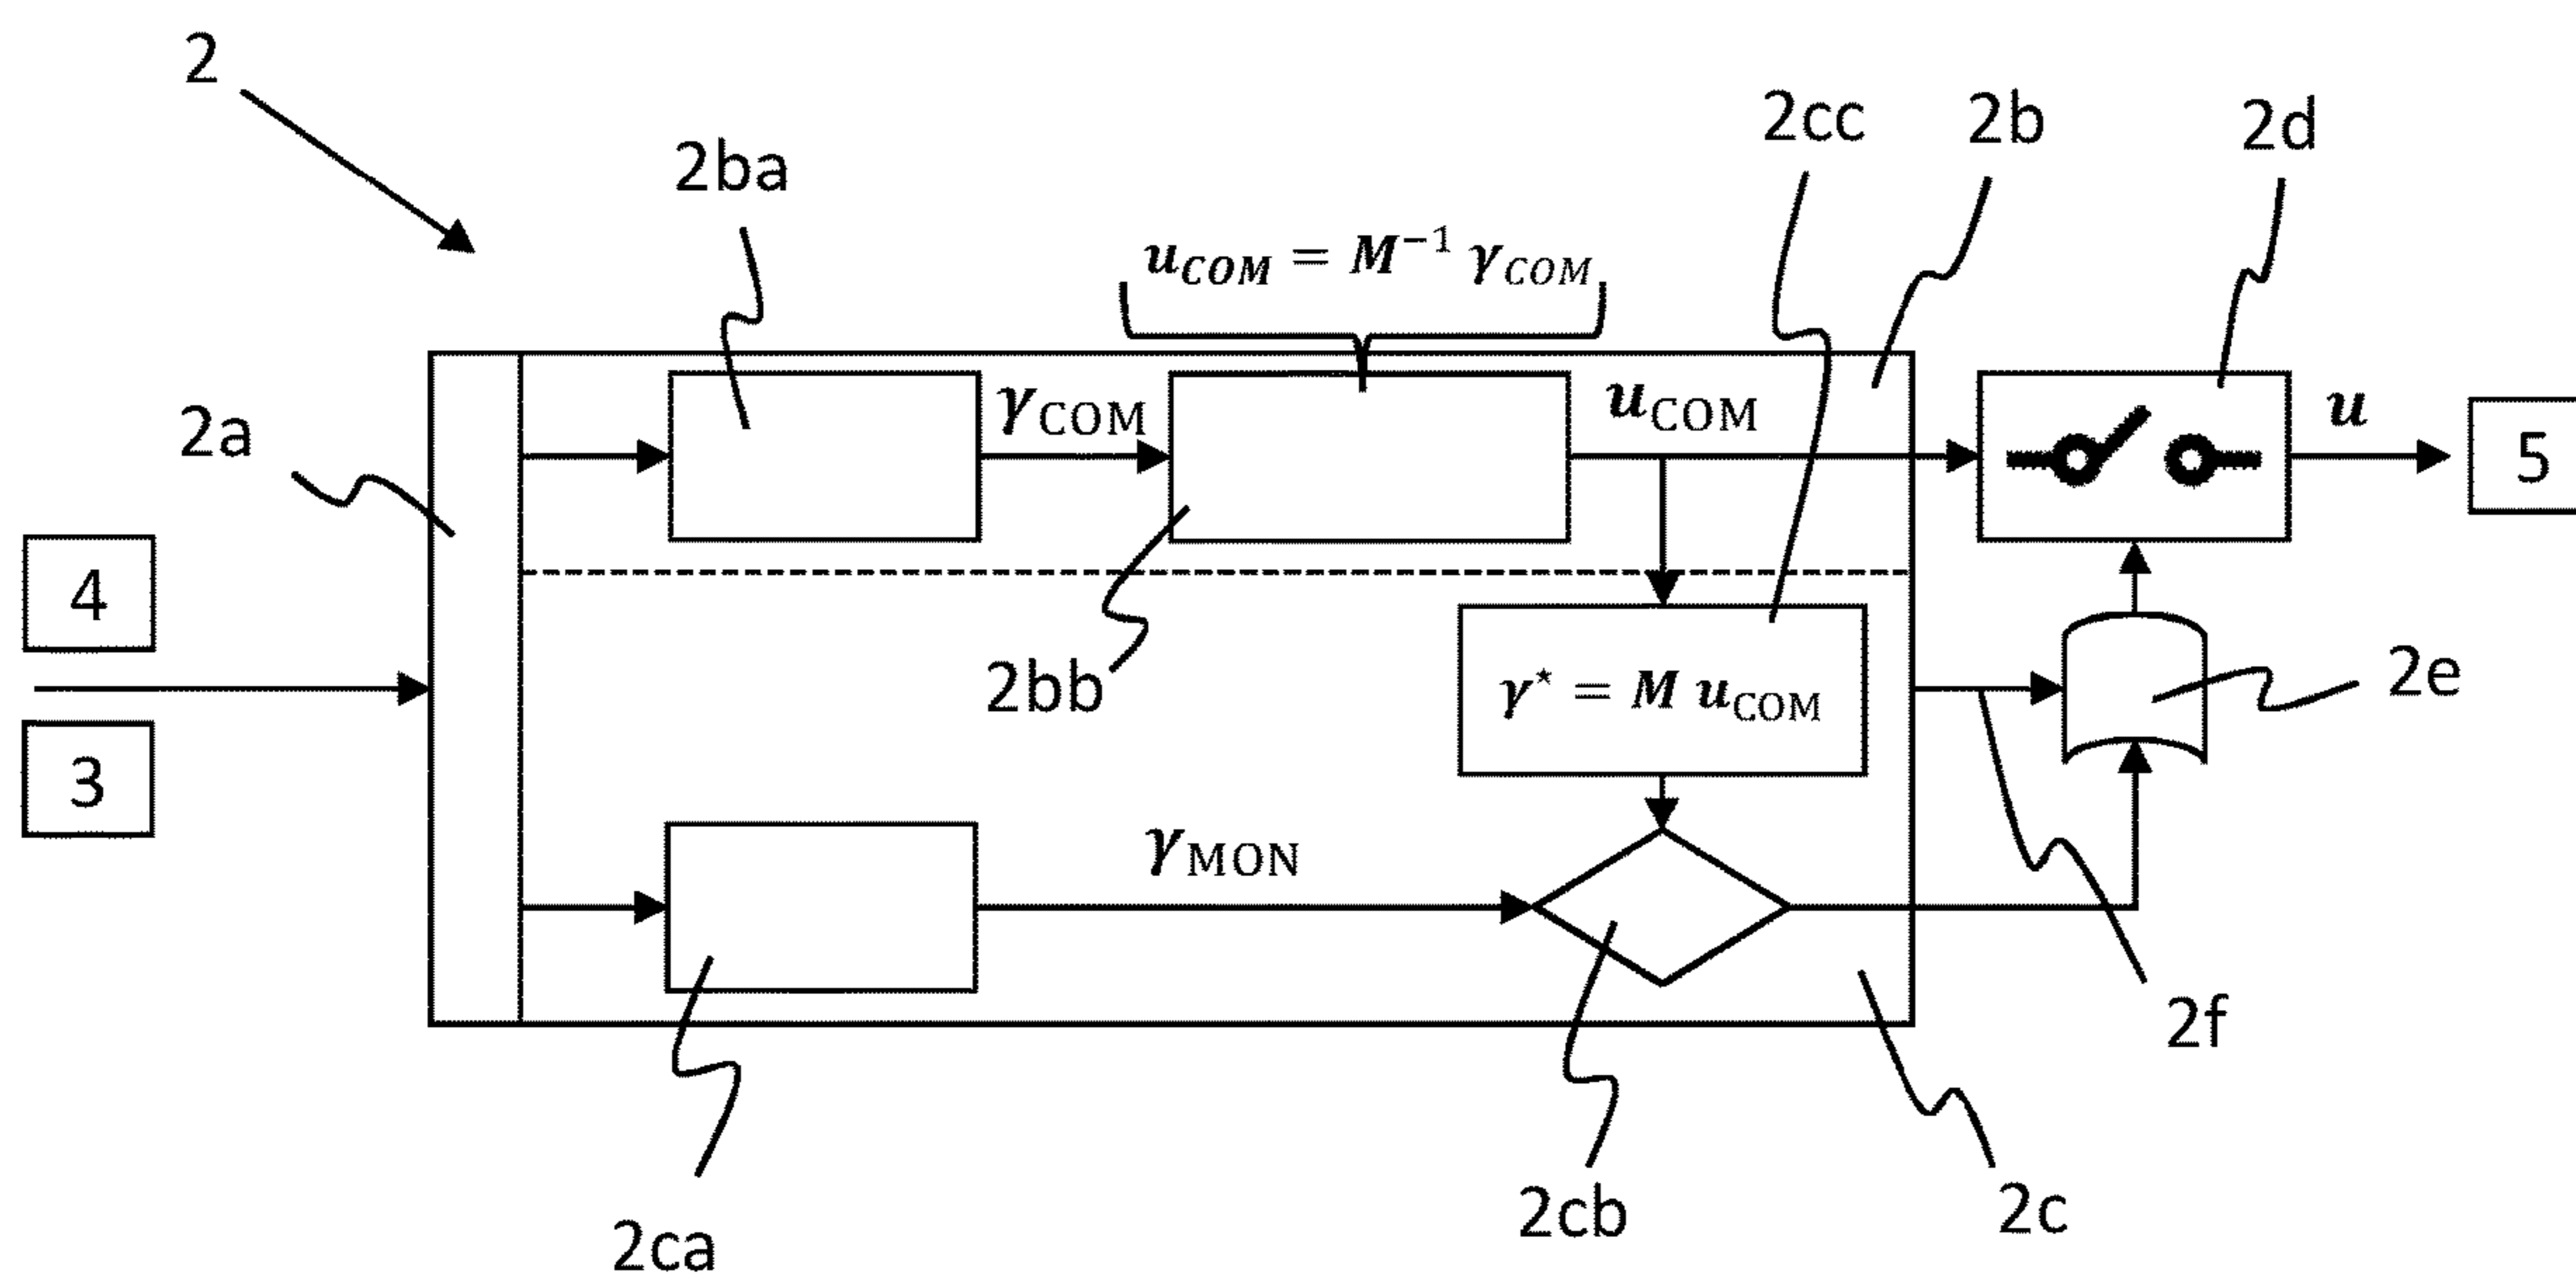 2
2cc
2b
2d
2ba
u_COM = M⁻¹ γ_COM
γ_COM
u_COM
u
5
2a
4
2bb
γ* = M u_COM
2e
3
γ_MON
2f
2ca
2cb
2c